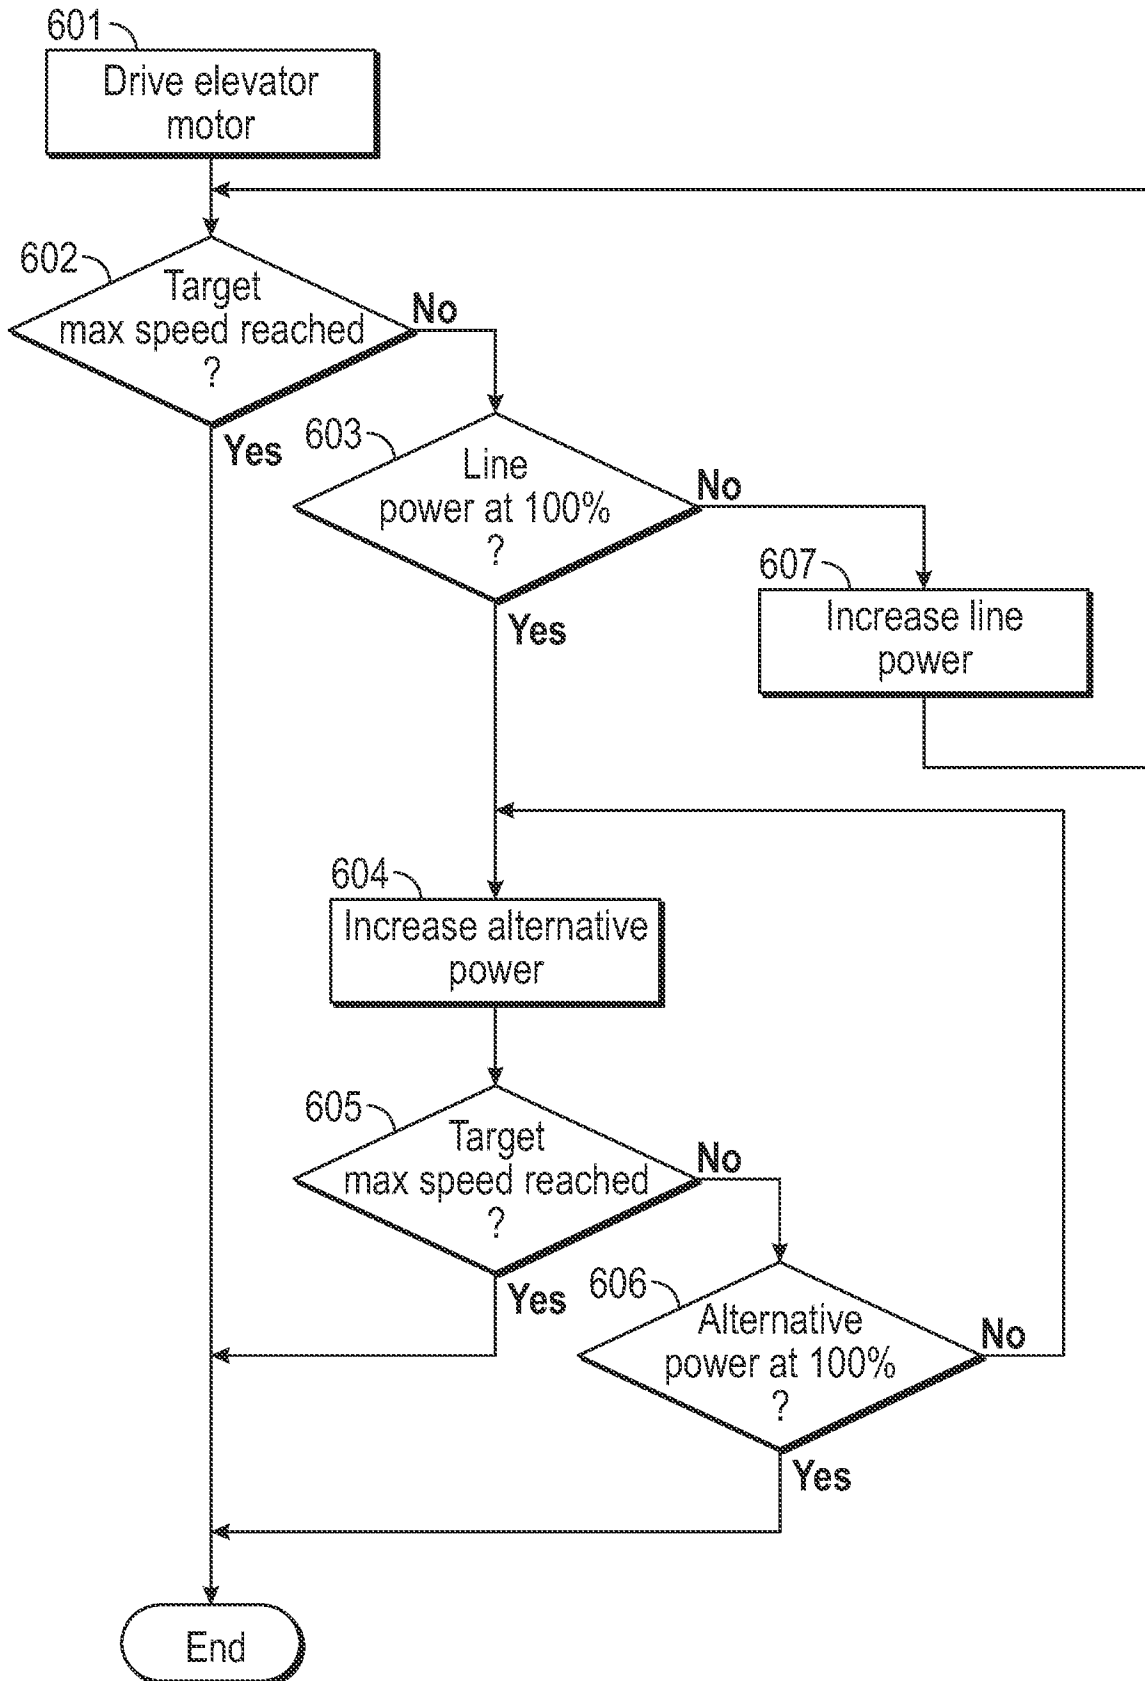 601
Drive elevator
motor
602
Target
max speed reached
?
No
Yes
603
Line
power at 100%
?
No
Yes
607
Increase line
power
604
Increase alternative
power
605
Target
max speed reached
?
No
Yes
606
Alternative
power at 100%
?
No
Yes
End